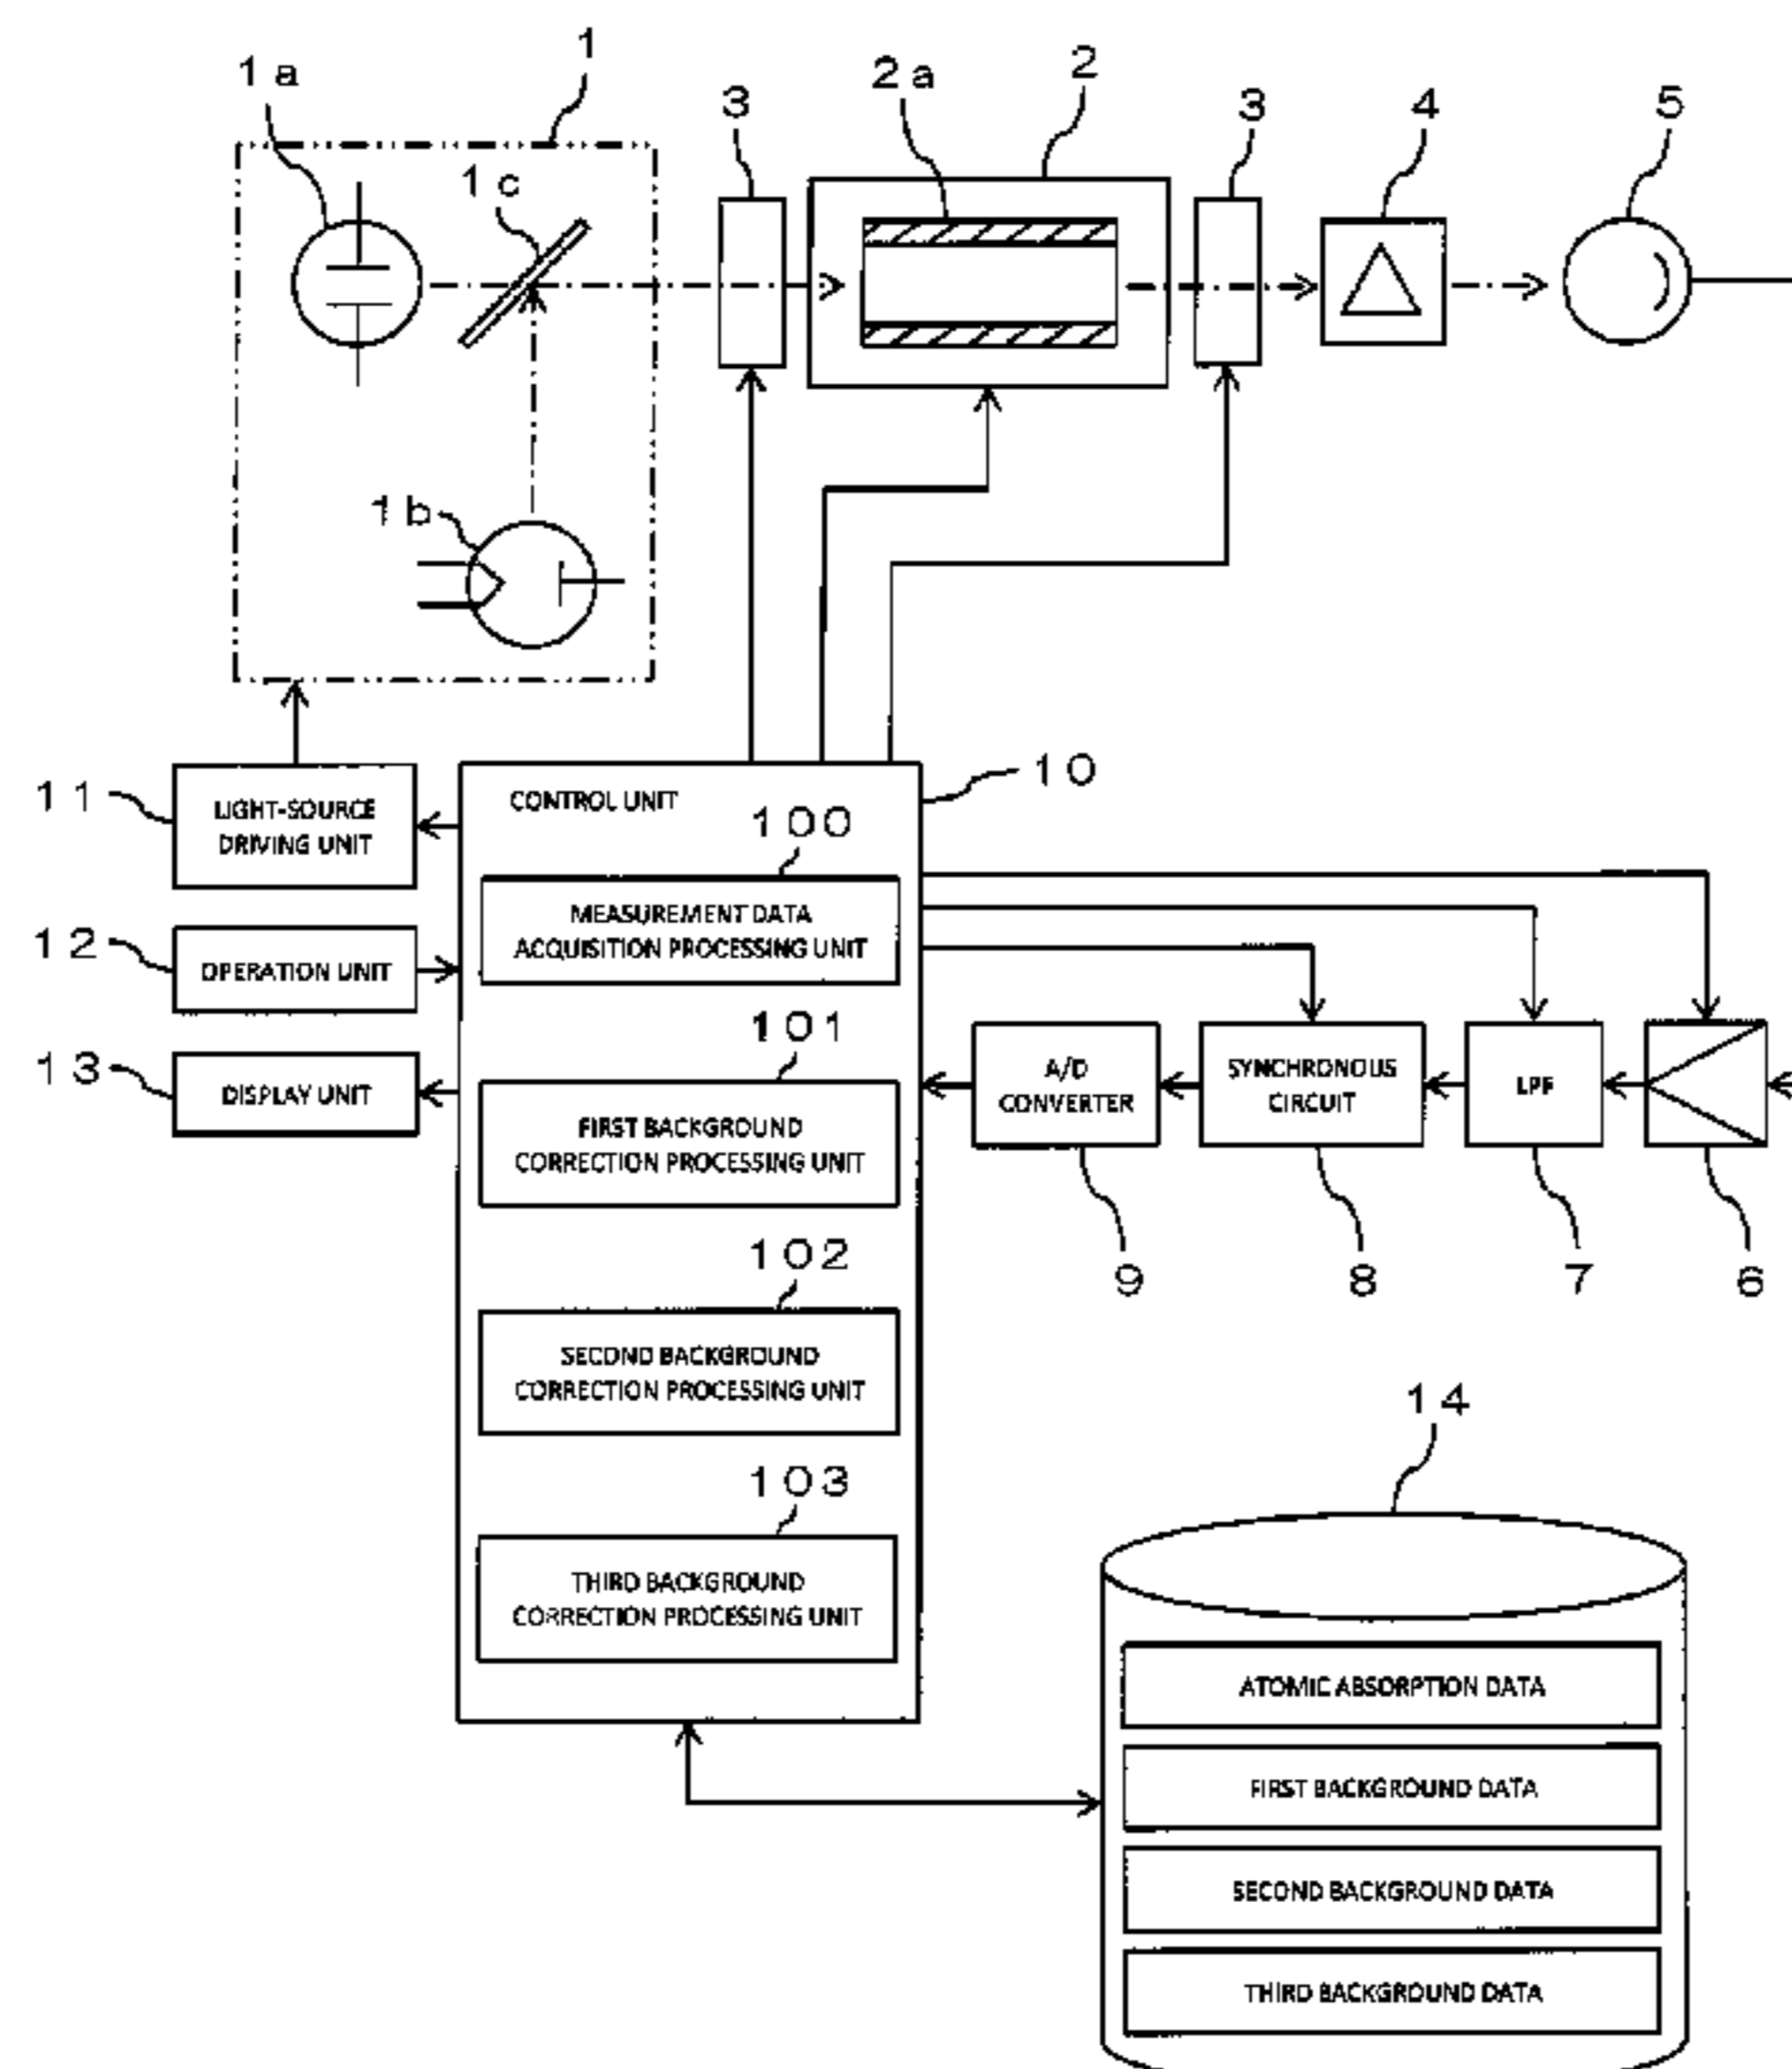 1
1a
1c
1b
3
2a
2
3
4
5
11
LIGHT-SOURCE
DRIVING UNIT
12
OPERATION UNIT
13
DISPLAY UNIT
CONTROL UNIT
10
100
MEASUREMENT DATA
ACQUISITION PROCESSING UNIT
101
FIRST BACKGROUND
CORRECTION PROCESSING UNIT
102
SECOND BACKGROUND
CORRECTION PROCESSING UNIT
103
THIRD BACKGROUND
CORRECTION PROCESSING UNIT
A/D
CONVERTER
SYNCHRONOUS
CIRCUIT
LPF
9
8
7
6
14
ATOMIC ABSORPTION DATA
FIRST BACKGROUND DATA
SECOND BACKGROUND DATA
THIRD BACKGROUND DATA